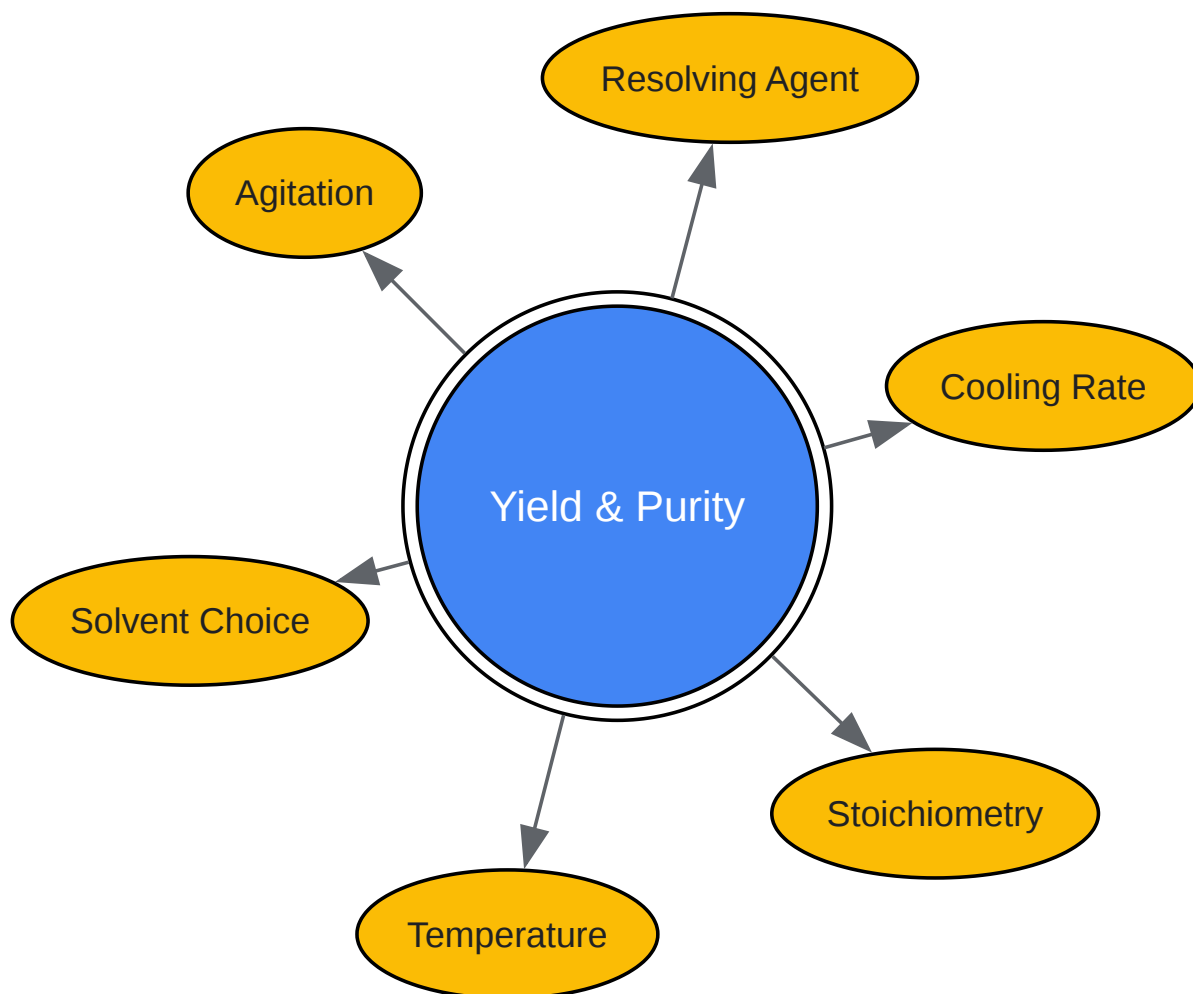 Resolving Agent
Agitation
Cooling Rate
Yield & Purity
Solvent Choice
Stoichiometry
Temperature